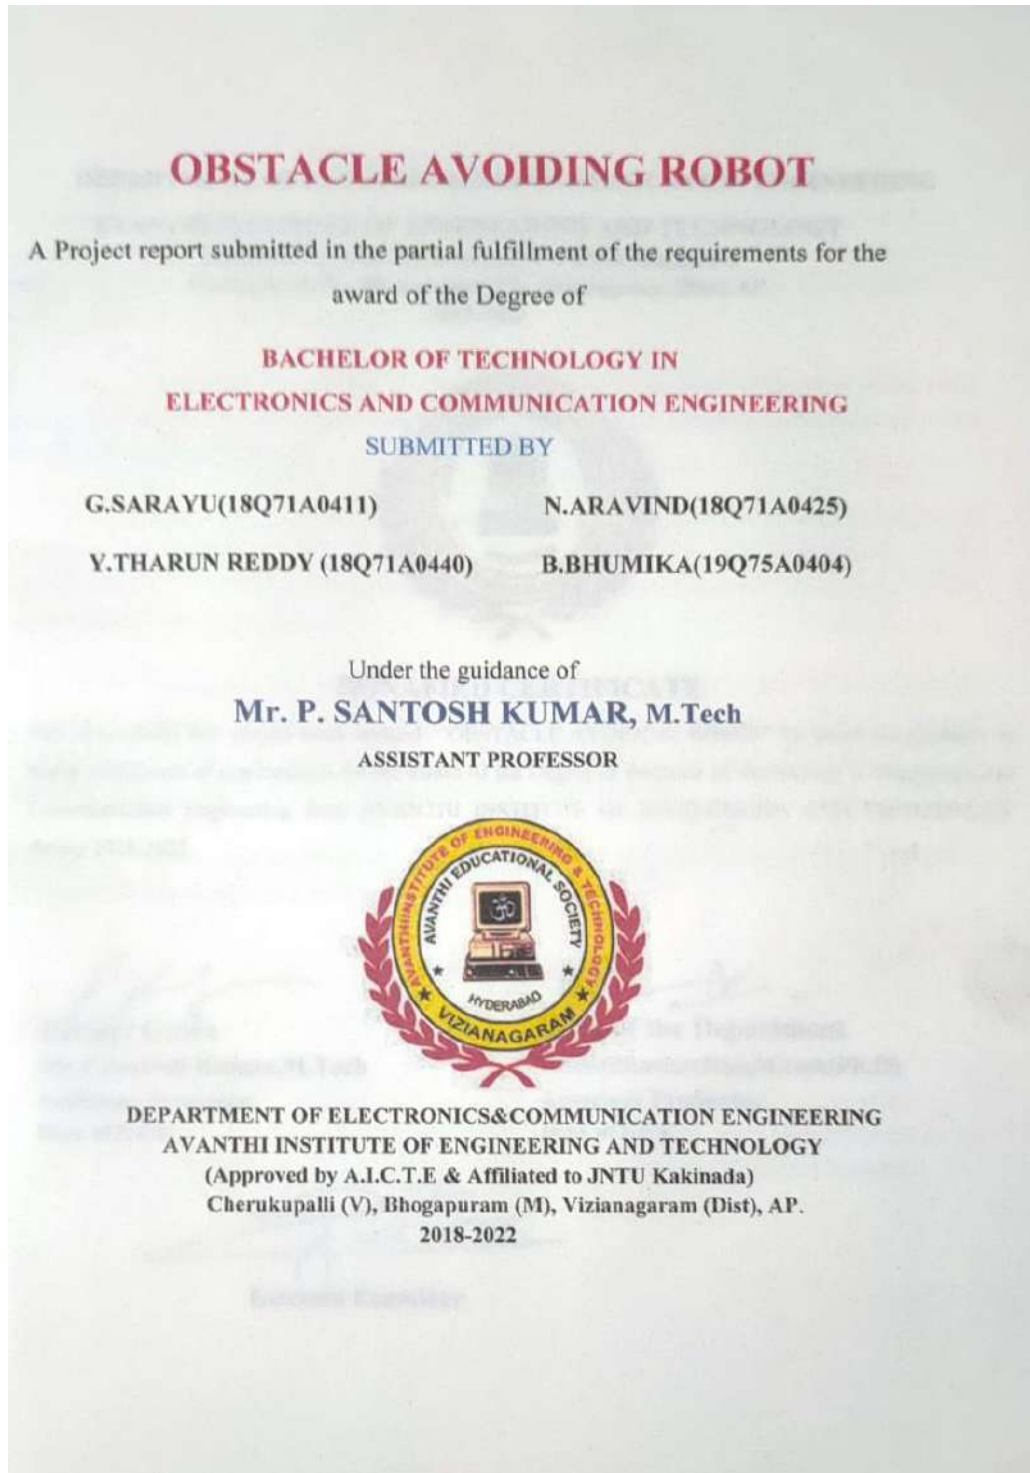 OBSTACLE AVOIDING ROBOT
A Project report submitted in the partial fulfillment of the requirements for the
award of the Degree of
BACHELOR OF TECHNOLOGY IN
ELECTRONICS AND COMMUNICATION ENGINEERING
SUBMITTED BY
G.SARAYU(18Q71A0411) N.ARAVIND(18Q71A0425)
Y.THARUN REDDY (18Q71A0440) B.BHUMIKA(19Q75A0404)
Under the guidance of
Mr. P. SANTOSH KUMAR, M.Tech
ASSISTANT PROFESSOR
AVANTHI INSTITUTE OF ENGINEERING & TECHNOLOGY
AVANTHI EDUCATIONAL SOCIETY
ॐ
HYDERABAD
VIZIANAGARAM
DEPARTMENT OF ELECTRONICS&COMMUNICATION ENGINEERING
AVANTHI INSTITUTE OF ENGINEERING AND TECHNOLOGY
(Approved by A.I.C.T.E & Affiliated to JNTU Kakinada)
Cherukupalli (V), Bhogapuram (M), Vizianagaram (Dist), AP.
2018-2022